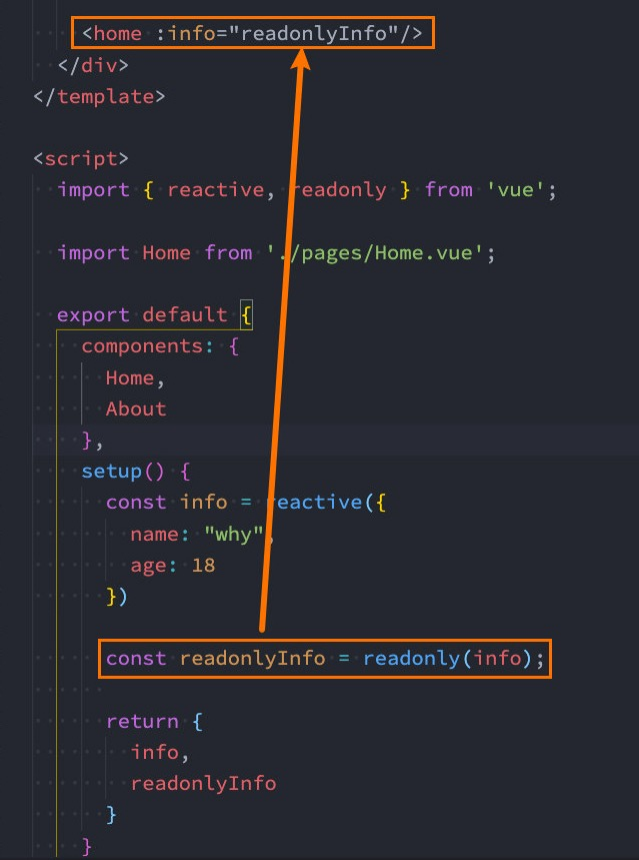 <home :info="readonlyInfo"/>
</div>
</template>
<script>
import { reactive, readonly } from 'vue';
import Home from './pages/Home.vue';
export default {
components: {
Home,
About
},
setup() {
const info = reactive({
name: "why",
age: 18
})
const readonlyInfo = readonly(info);
return {
info,
readonlyInfo
}
}